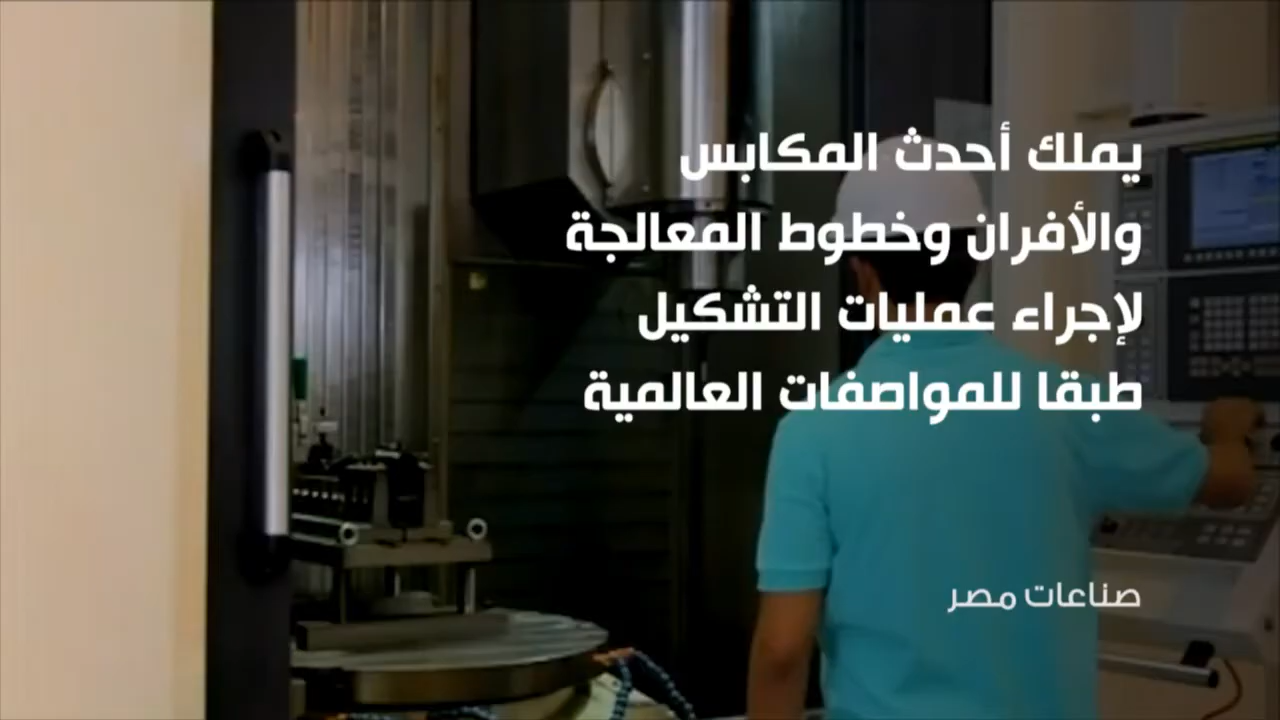 يملك أحدث المكابس
والأفران وخطوط المعالجة
لإجراء عمليات التشكيل
طبقا للمواصفات العالمية
صناعات مصر